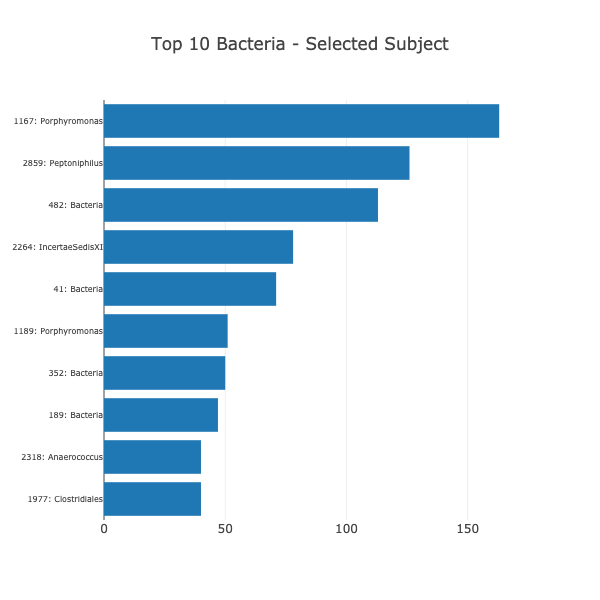 Top 10 Bacteria - Selected Subject
1167: Porphyromonas
2859: Peptoniphilus
482: Bacteria
2264: IncertaeSedisXI
41: Bacteria
1189: Porphyromonas
352: Bacteria
189: Bacteria
2318: Anaerococcus
1977: Clostridiales
0 50 100 150